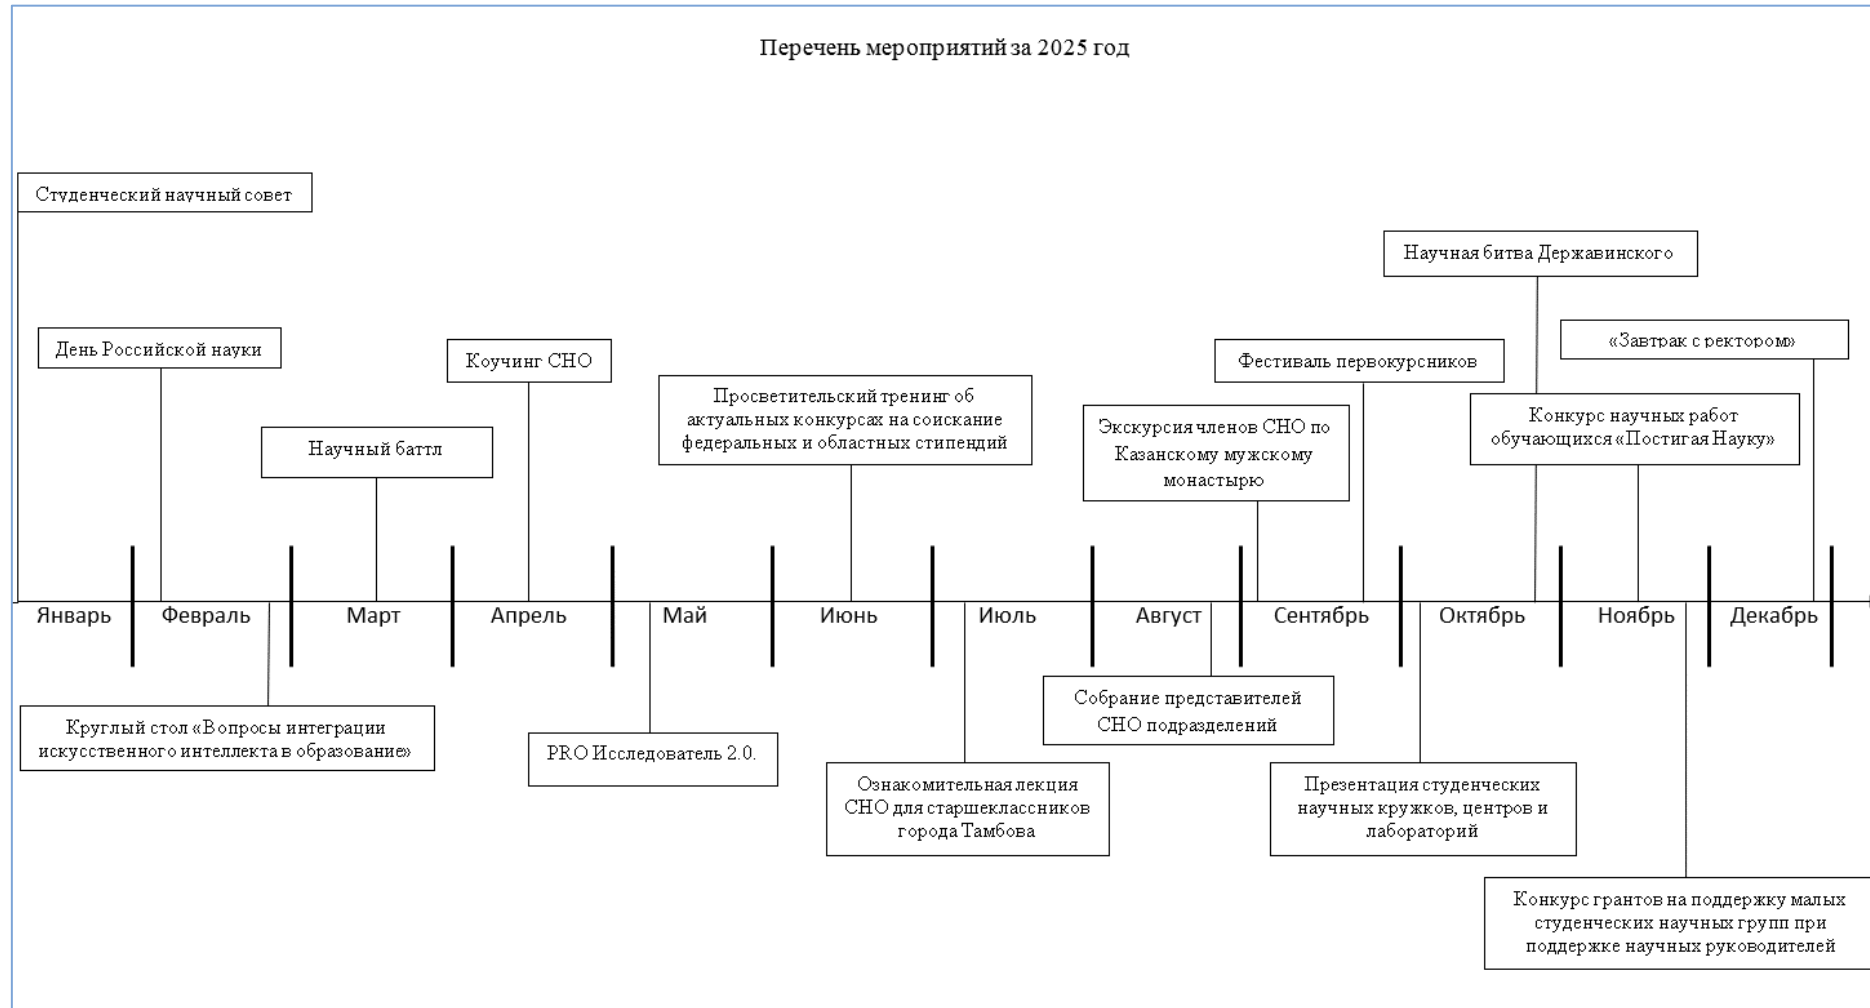 Перечень мероприятий за 2025 год
Студенческий научный совет
Научная битва Державинского
День Российской науки
Коучинг СНО
«Завтрак с ректором»
Фестиваль первокурсников
Просветительский тренинг об
актуальных конкурсах на соискание
федеральных и областных стипендий
Экскурсия членов СНО по
Казанскому мужскому
монастырю
Конкурс научных работ
обучающихся «Постигая Науку»
Научный баттл
Январь Февраль Март Апрель Май Июнь Июль Август Сентябрь Октябрь Ноябрь Декабрь
Круглый стол «Вопросы интеграции
искусственного интеллекта в образование»
PRO Исследователь 2.0.
Ознакомительная лекция
СНО для старшеклассников
города Тамбова
Собрание представителей
СНО подразделений
Презентация студенческих
научных кружков, центров и
лабораторий
Конкурс грантов на поддержку малых
студенческих научных групп при
поддержке научных руководителей